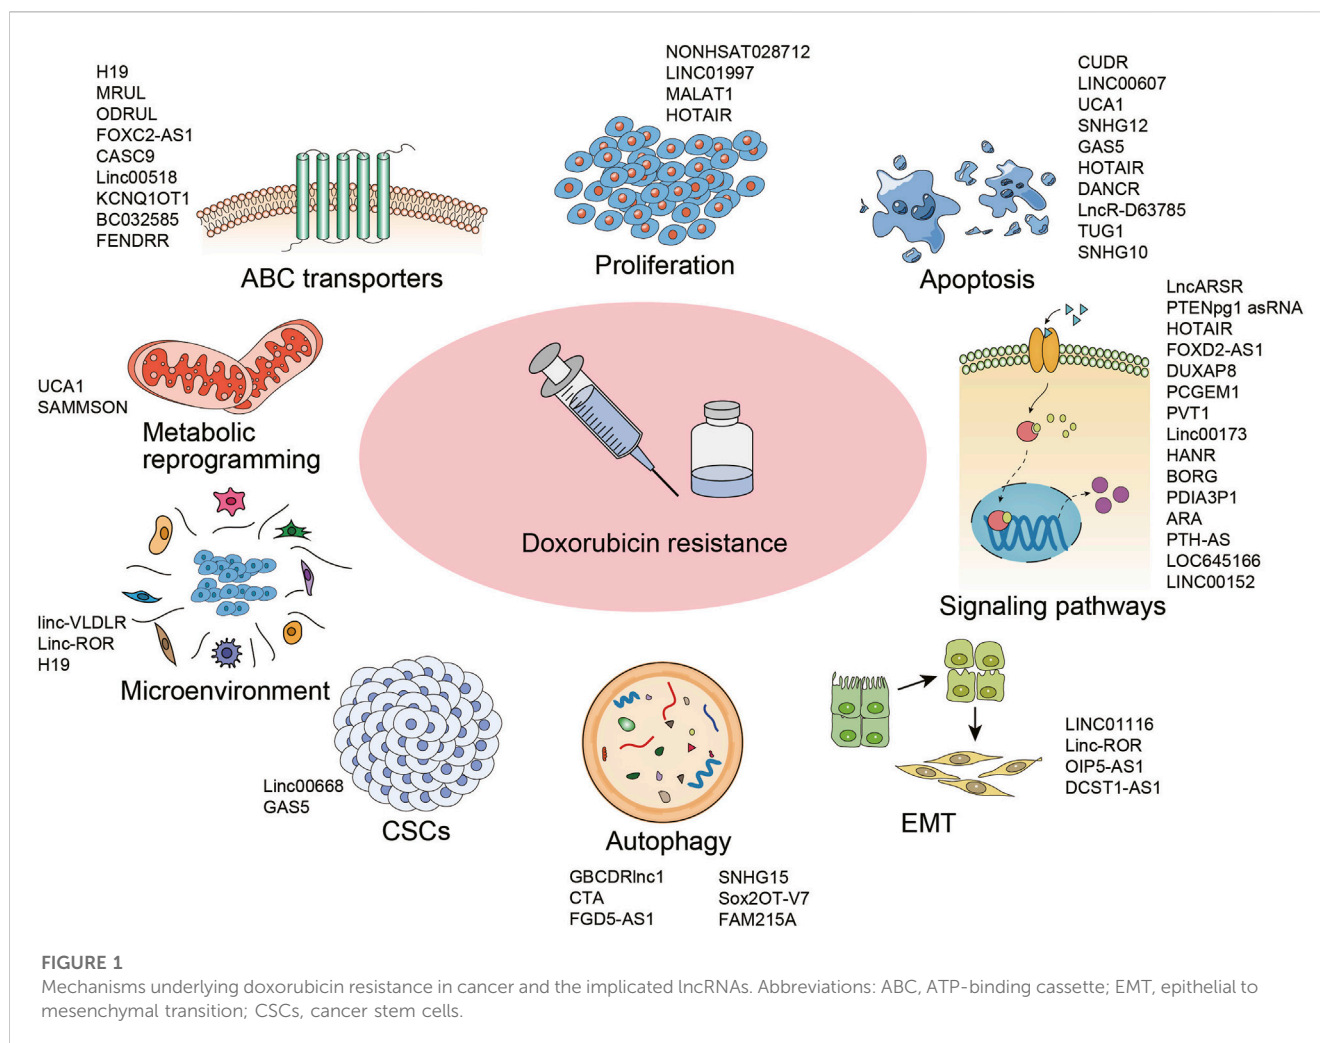 H19
MRUL
ODRUL
FOXC2-AS1
CASC9
Linc00518
KCNQ1OT1
BC032585
FENDRR
ABC transporters
NONHSAT028712
LINC01997
MALAT1
HOTAIR
Proliferation
CUDR
LINC00607
UCA1
SNHG12
GAS5
HOTAIR
DANCR
LncR-D63785
TUG1
SNHG10
Apoptosis
LncARSR
PTENpg1 asRNA
HOTAIR
FOXD2-AS1
DUXAP8
PCGEM1
PVT1
Linc00173
HANR
BORG
PDIA3P1
ARA
PTH-AS
LOC645166
LINC00152
Signaling pathways
UCA1
SAMMSON
Metabolic
reprogramming
Doxorubicin resistance
linc-VLDLR
Linc-ROR
H19
Microenvironment
Linc00668
GAS5
CSCs
Autophagy
GBCDRlnc1
CTA
FGD5-AS1
SNHG15
Sox2OT-V7
FAM215A
LINC01116
Linc-ROR
OIP5-AS1
DCST1-AS1
EMT
FIGURE 1
Mechanisms underlying doxorubicin resistance in cancer and the implicated lncRNAs. Abbreviations: ABC, ATP-binding cassette; EMT, epithelial to
mesenchymal transition; CSCs, cancer stem cells.